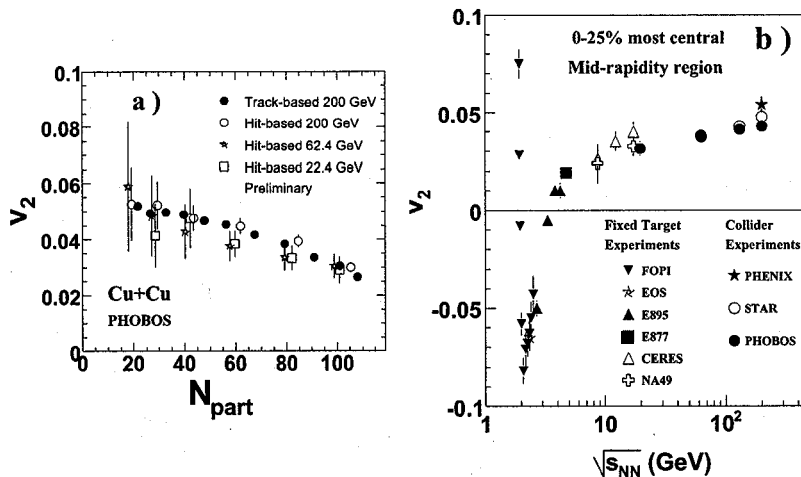 a )
Track-based 200 GeV
Hit-based 200 GeV
Hit-based 62.4 GeV
Hit-based 22.4 GeV
Preliminary
Cu+Cu
PHOBOS
v2
0.1
0.08
0.06
0.04
0.02
0
0 20 40 60 80 100
Npart
b )
0-25% most central
Mid-rapidity region
Fixed Target
Experiments
FOPI
EOS
E895
E877
CERES
NA49
Collider
Experiments
PHENIX
STAR
PHOBOS
v2
0.1
0.05
0
-0.05
-0.1
1 10 10²
√sNN (GeV)